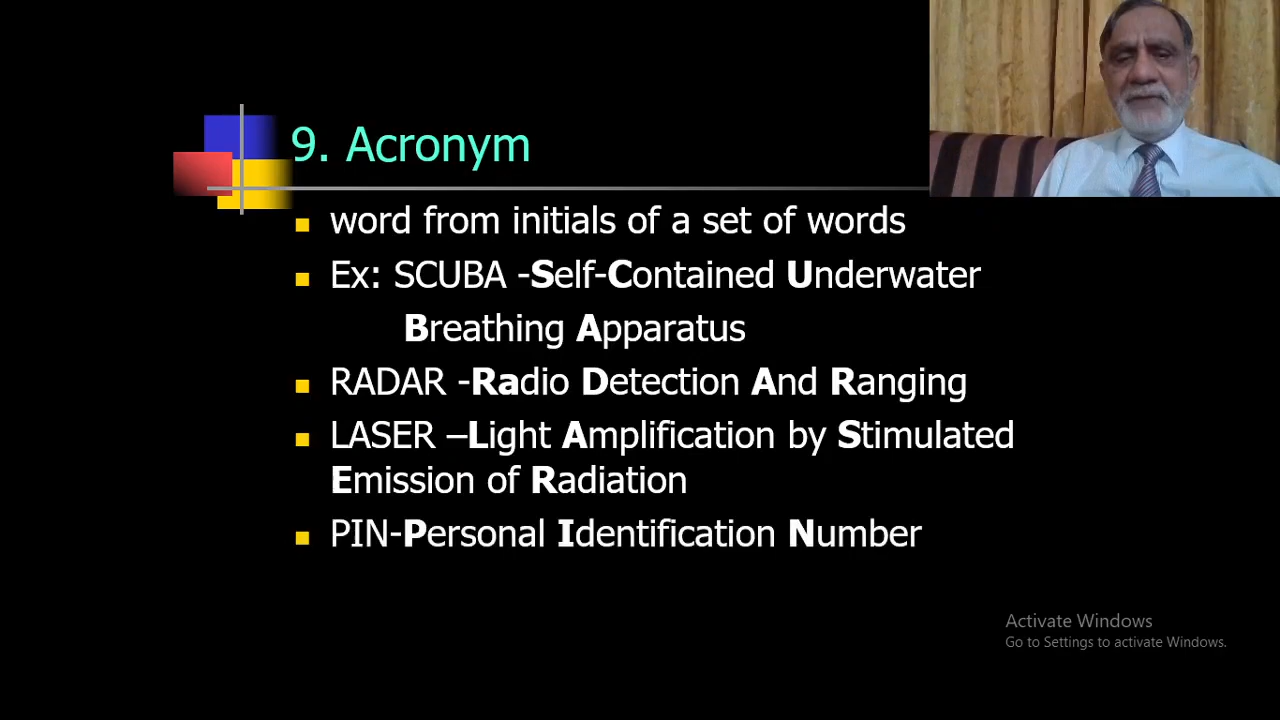 9. Acronym
word from initials of a set of words
Ex: SCUBA -Self-Contained Underwater
Breathing Apparatus
RADAR -Radio Detection And Ranging
LASER –Light Amplification by Stimulated
Emission of Radiation
PIN-Personal Identification Number
Activate Windows
Go to Settings to activate Windows.